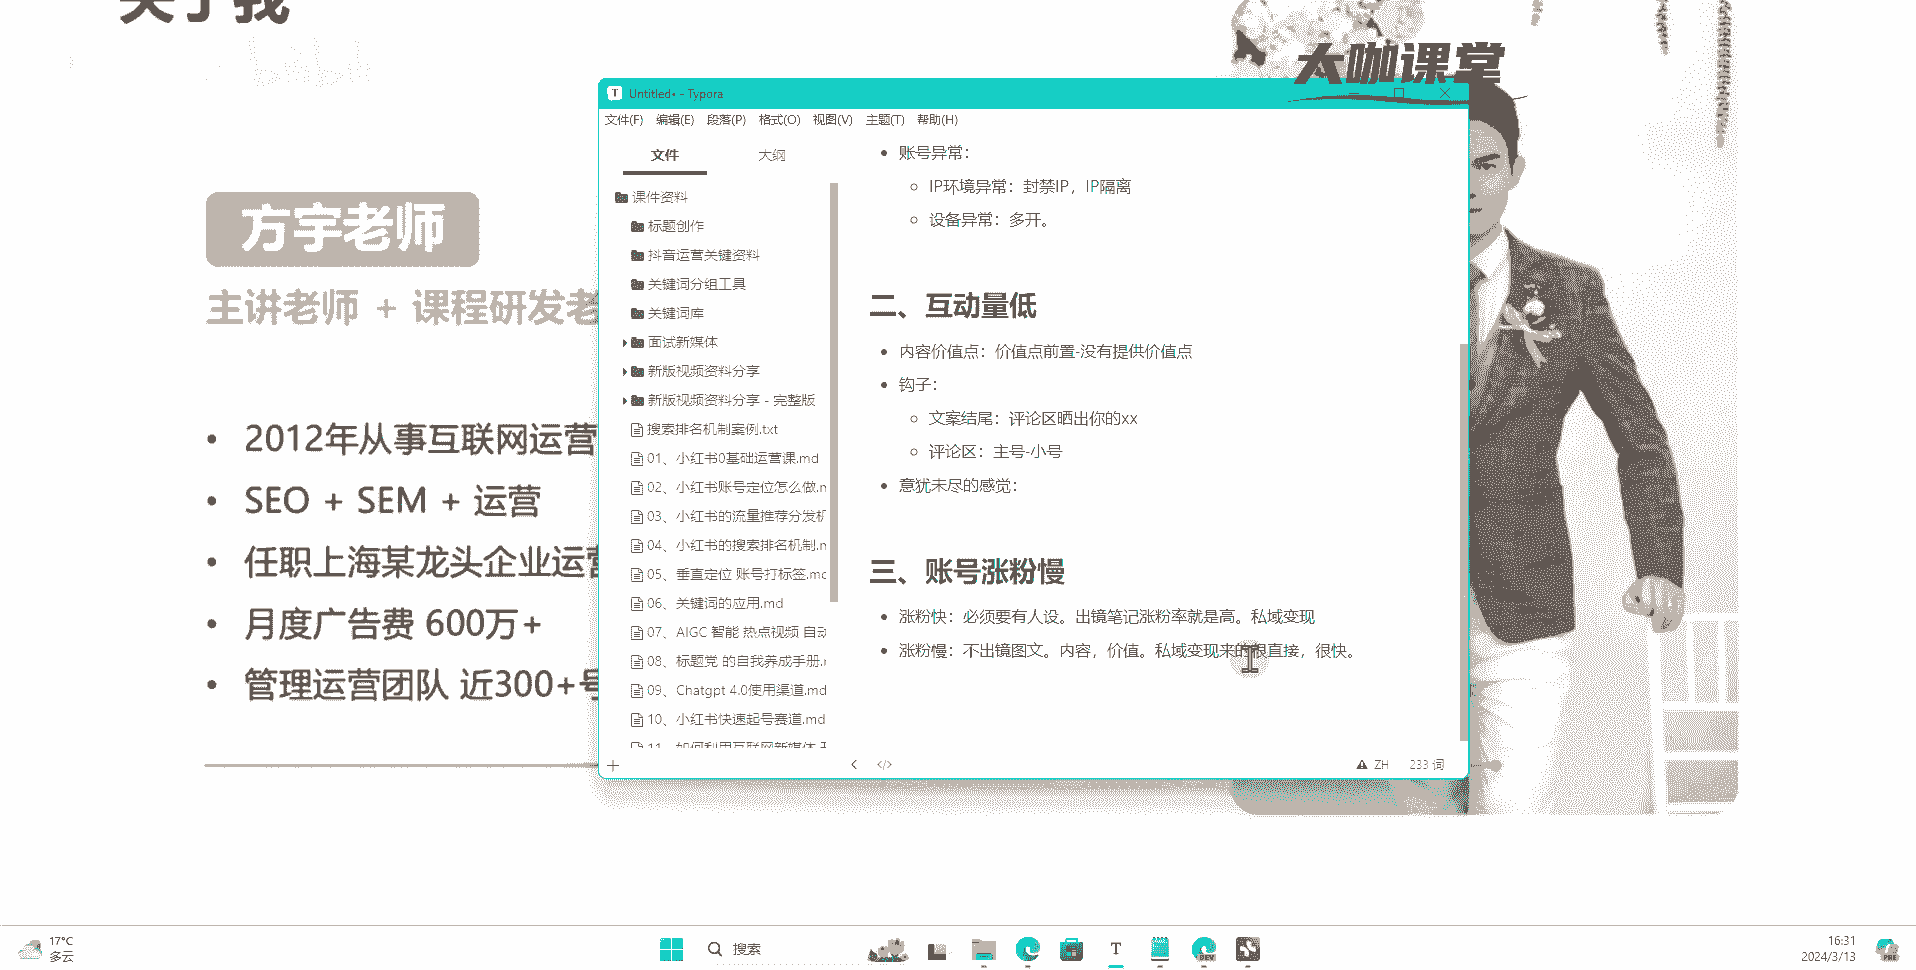 关于我
bilibili
大咖课堂
方宇老师
主讲老师 + 课程研发老
2012年从事互联网运营
SEO + SEM + 运营
任职上海某龙头企业运营
月度广告费 600万+
管理运营团队 近300+号
Untitled• - Typora
文件(F) 编辑(E) 段落(P) 格式(O) 视图(V) 主题(T) 帮助(H)
文件 大纲
课件资料
标题创作
抖音运营关键资料
关键词分组工具
关键词库
面试新媒体
新版视频资料分享
新版视频资料分享 - 完整版
搜索排名机制案例.txt
01、小红书0基础运营课.md
02、小红书账号定位怎么做.m
03、小红书的流量推荐分发机
04、小红书的搜索排名机制.m
05、垂直定位 账号打标签.mc
06、关键词的应用.md
07、AIGC 智能 热点视频 自动
08、标题党 的自我养成手册.r
09、Chatgpt 4.0使用渠道.md
10、小红书快速起号赛道.md
11、如何利用互联网新媒体
账号异常：
IP环境异常：封禁IP，IP隔离
设备异常：多开。
二、互动量低
内容价值点：价值点前置-没有提供价值点
钩子：
文案结尾：评论区晒出你的xx
评论区：主号-小号
意犹未尽的感觉：
三、账号涨粉慢
涨粉快：必须要有人设。出镜笔记涨粉率就是高。私域变现
涨粉慢：不出镜图文。内容，价值。私域变现来的很直接，很快。
ZH 233 词
17°C
多云
搜索
T
DEV
16:31
2024/3/13
PRE